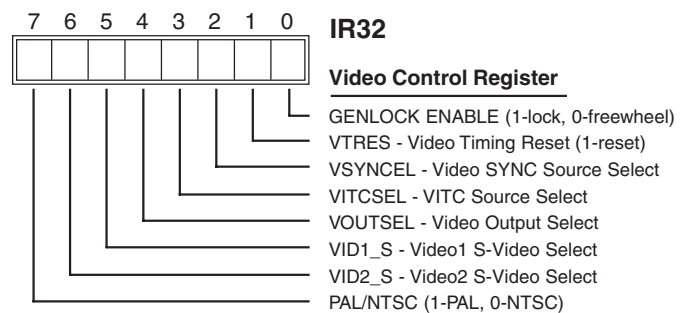 7 6 5 4 3 2 1 0
IR32
Video Control Register
GENLOCK ENABLE (1-lock, 0-freewheel)
VTRES - Video Timing Reset (1-reset)
VSYNCEL - Video SYNC Source Select
VITCSEL - VITC Source Select
VOUTSEL - Video Output Select
VID1_S - Video1 S-Video Select
VID2_S - Video2 S-Video Select
PAL/NTSC (1-PAL, 0-NTSC)